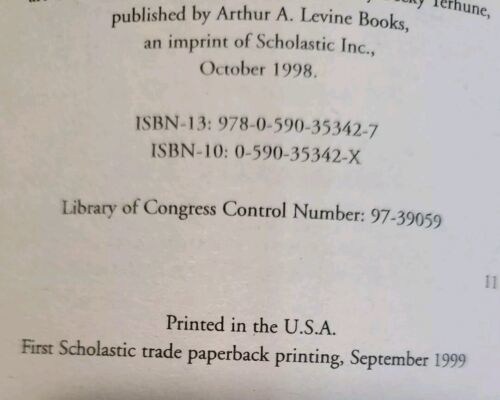 Terhune,
published by Arthur A. Levine Books,
an imprint of Scholastic Inc.,
October 1998.
ISBN-13: 978-0-590-35342-7
ISBN-10: 0-590-35342-X
Library of Congress Control Number: 97-39059
11
Printed in the U.S.A.
First Scholastic trade paperback printing, September 1999